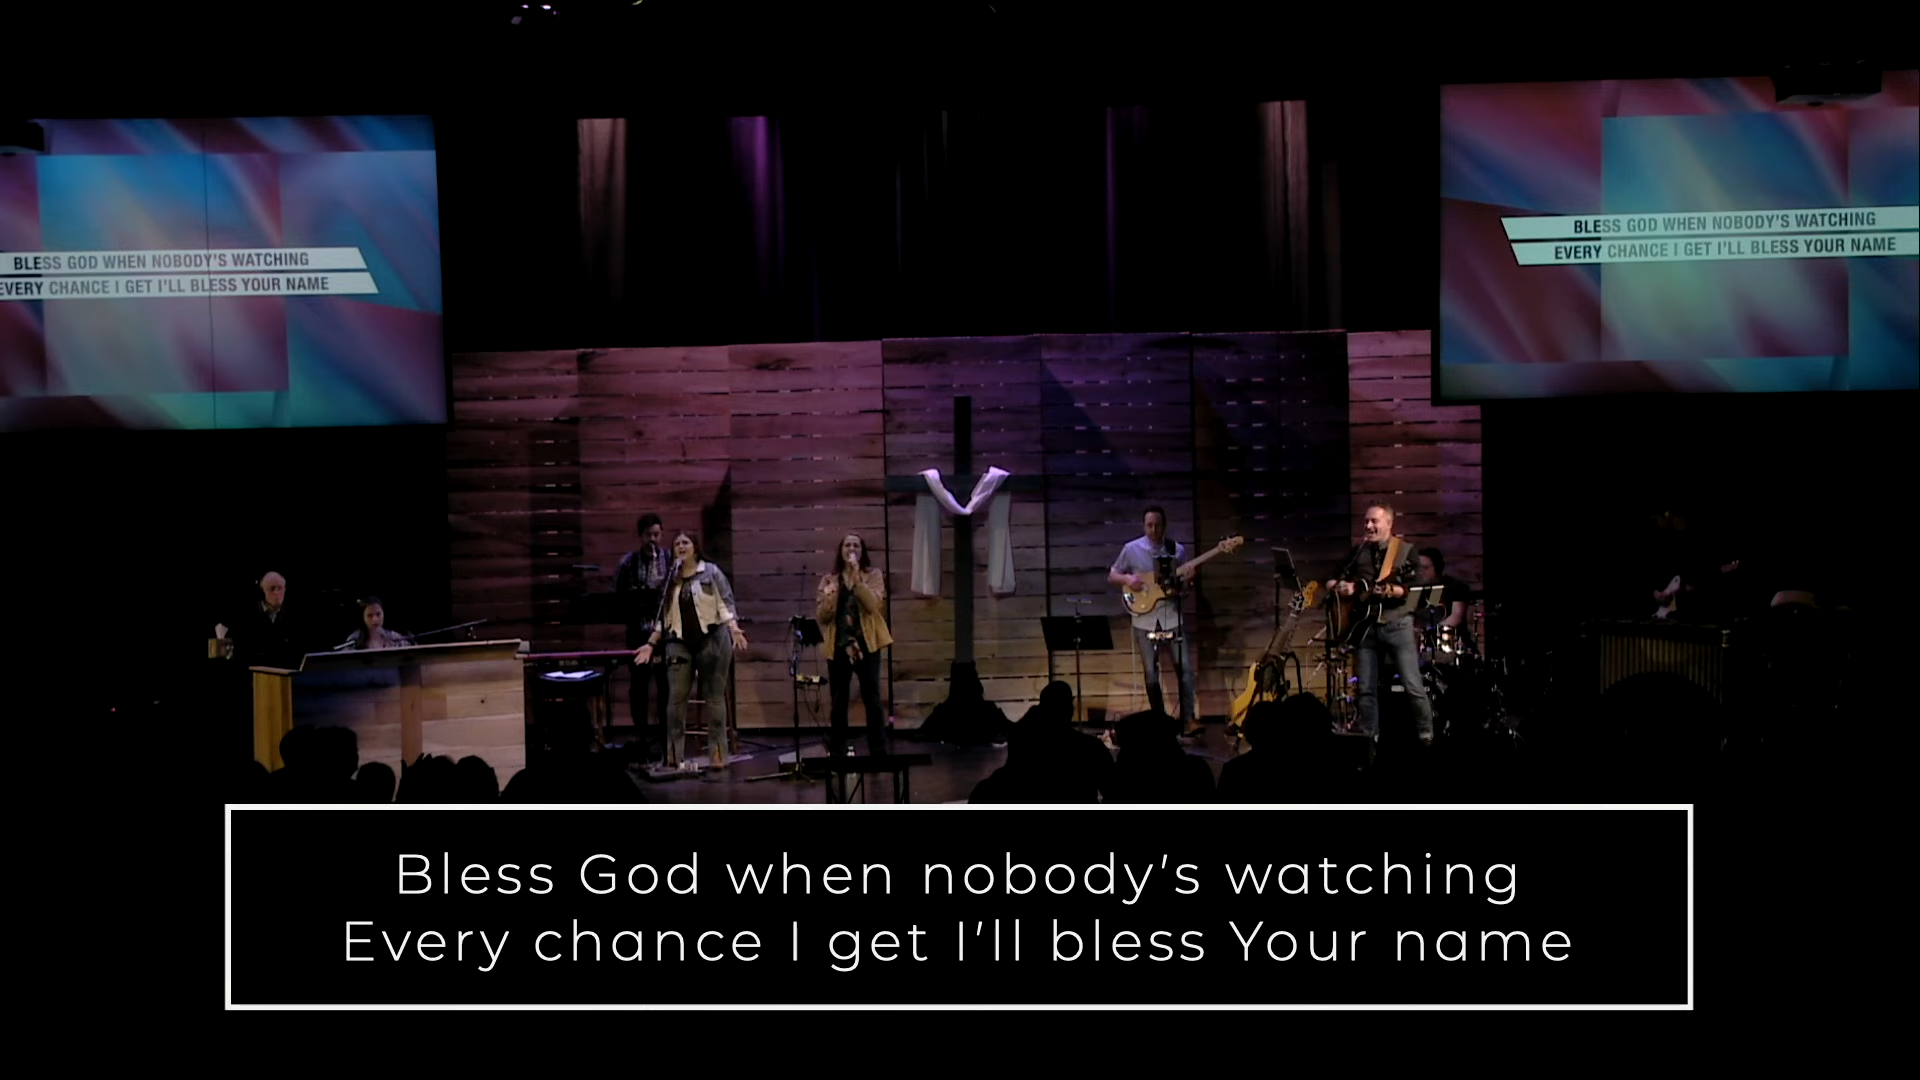 BLESS GOD WHEN NOBODY'S WATCHING
EVERY CHANCE I GET I'LL BLESS YOUR NAME
BLESS GOD WHEN NOBODY'S WATCHING
EVERY CHANCE I GET I'LL BLESS YOUR NAME
Bless God when nobody's watching
Every chance I get I'll bless Your name